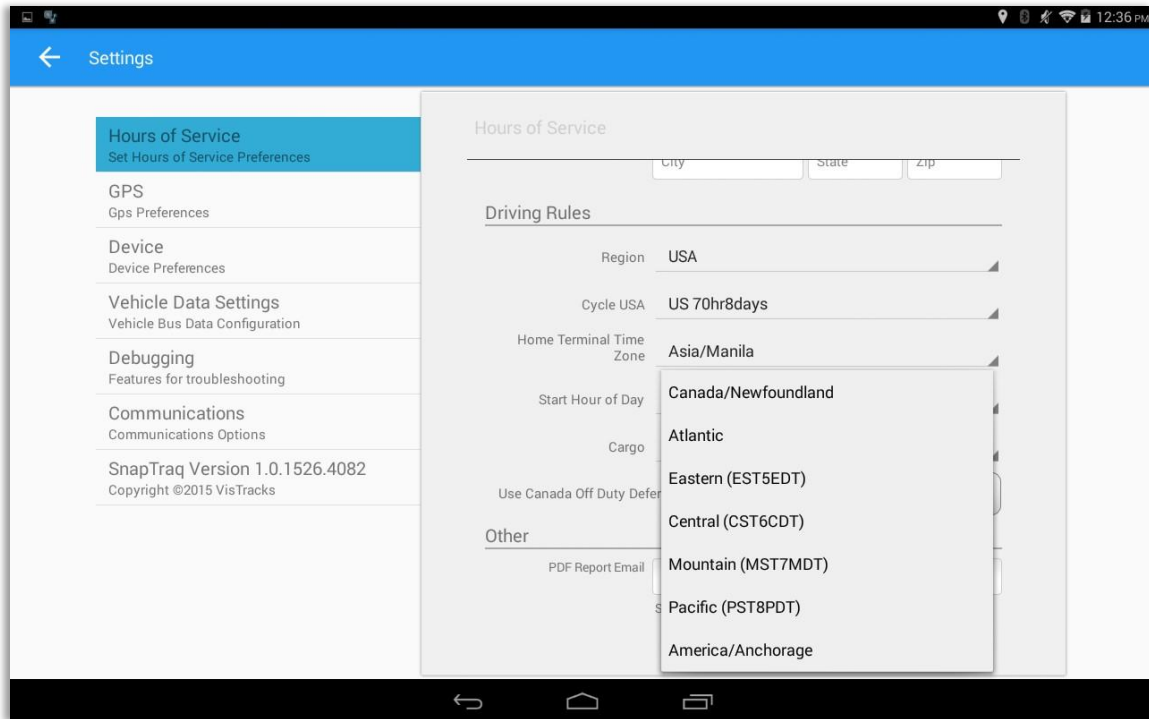 12:36 PM
Settings
Hours of Service
Set Hours of Service Preferences
GPS
Gps Preferences
Device
Device Preferences
Vehicle Data Settings
Vehicle Bus Data Configuration
Debugging
Features for troubleshooting
Communications
Communications Options
SnapTraq Version 1.0.1526.4082
Copyright ©2015 VisTracks
Hours of Service
City State Zip
Driving Rules
Region USA
Cycle USA US 70hr8days
Home Terminal Time
Zone Asia/Manila
Start Hour of Day
Cargo
Use Canada Off Duty Defer
Other
PDF Report Email
Canada/Newfoundland
Atlantic
Eastern (EST5EDT)
Central (CST6CDT)
Mountain (MST7MDT)
Pacific (PST8PDT)
America/Anchorage